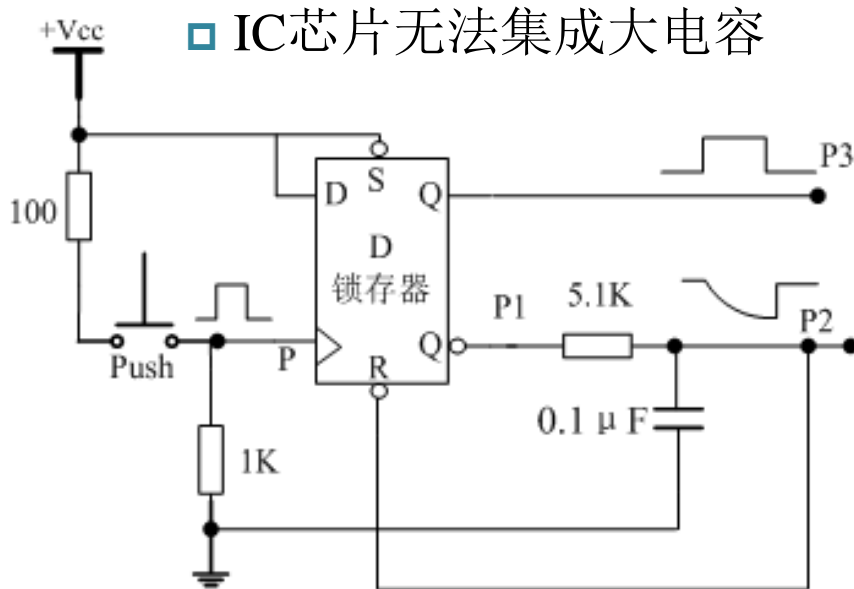 +Vcc
IC芯片无法集成大电容
P3
S
D
Q
100
D
锁存器
P1
5.1K
P2
Push
P
Q
R
0.1 μ F
1K